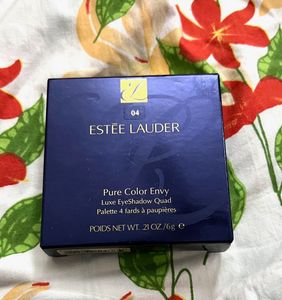 04
ESTĒE LAUDER
Pure Color Envy
Luxe EyeShadow Quad
Palette 4 fards à paupières
POIDS NET WT. .21 OZ/6g e